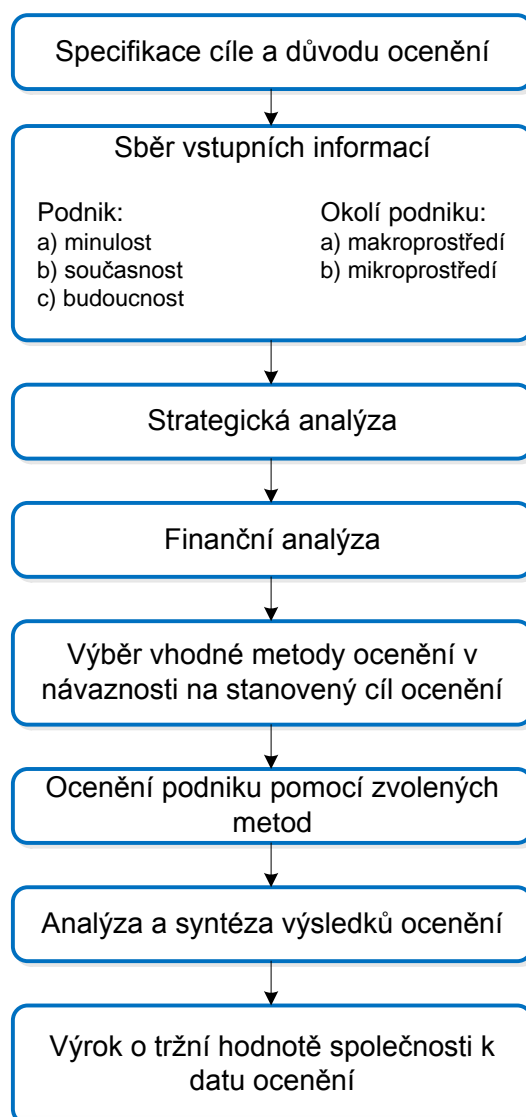 Specifikace cíle a důvodu ocenění
Sběr vstupních informací
Podnik:
a) minulost
b) současnost
c) budoucnost
Okolí podniku:
a) makroprostředí
b) mikroprostředí
Strategická analýza
Finanční analýza
Výběr vhodné metody ocenění v
návaznosti na stanovený cíl ocenění
Ocenění podniku pomocí zvolených
metod
Analýza a syntéza výsledků ocenění
Výrok o tržní hodnotě společnosti k
datu ocenění